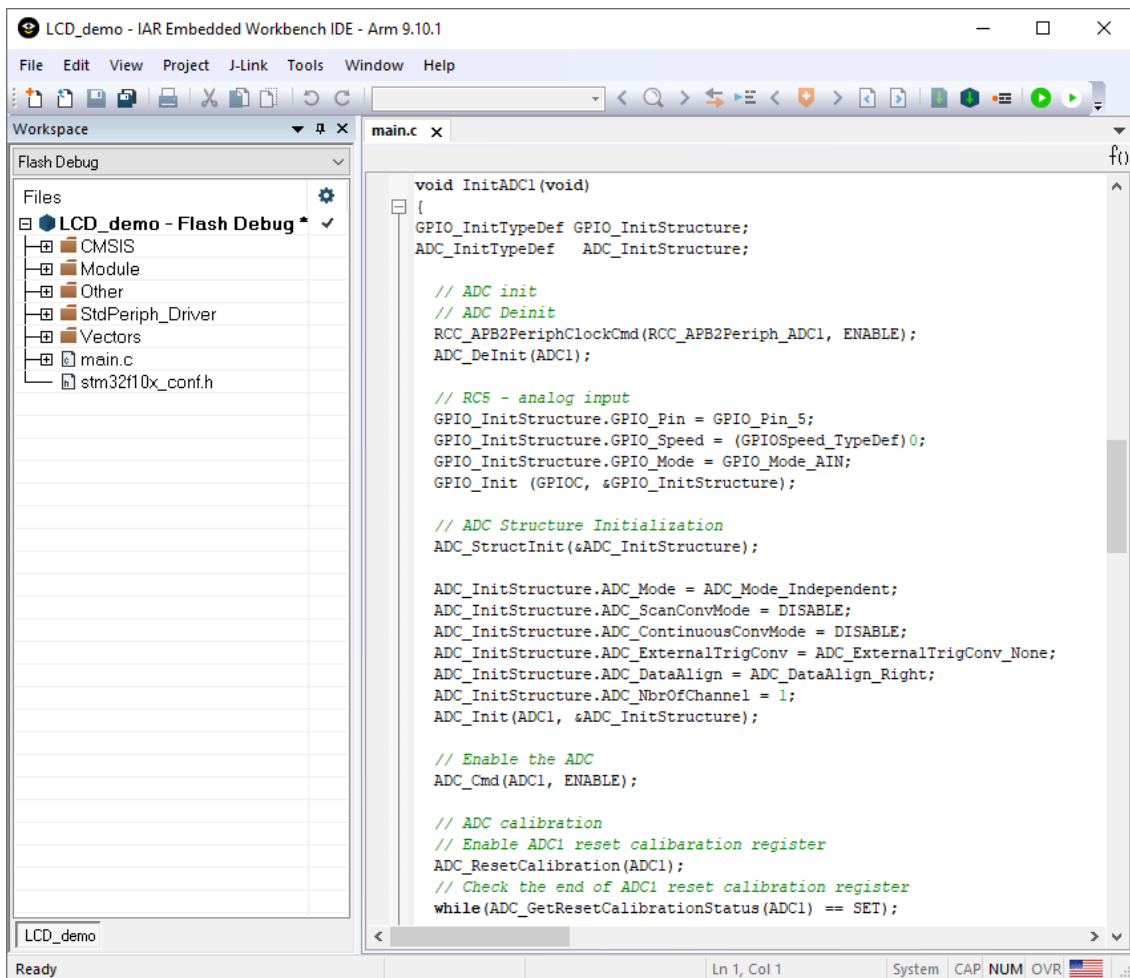 LCD_demo - IAR Embedded Workbench IDE - Arm 9.10.1
File Edit View Project J-Link Tools Window Help
Workspace
main.c
Flash Debug
f()
Files
LCD_demo - Flash Debug *
CMSIS
Module
Other
StdPeriph_Driver
Vectors
main.c
stm32f10x_conf.h
void InitADC1(void)
{
GPIO_InitTypeDef GPIO_InitStructure;
ADC_InitTypeDef   ADC_InitStructure;
// ADC init
// ADC Deinit
RCC_APB2PeriphClockCmd(RCC_APB2Periph_ADC1, ENABLE);
ADC_DeInit(ADC1);
// RC5 - analog input
GPIO_InitStructure.GPIO_Pin = GPIO_Pin_5;
GPIO_InitStructure.GPIO_Speed = (GPIOSpeed_TypeDef)0;
GPIO_InitStructure.GPIO_Mode = GPIO_Mode_AIN;
GPIO_Init (GPIOC, &GPIO_InitStructure);
// ADC Structure Initialization
ADC_StructInit(&ADC_InitStructure);
ADC_InitStructure.ADC_Mode = ADC_Mode_Independent;
ADC_InitStructure.ADC_ScanConvMode = DISABLE;
ADC_InitStructure.ADC_ContinuousConvMode = DISABLE;
ADC_InitStructure.ADC_ExternalTrigConv = ADC_ExternalTrigConv_None;
ADC_InitStructure.ADC_DataAlign = ADC_DataAlign_Right;
ADC_InitStructure.ADC_NbrOfChannel = 1;
ADC_Init(ADC1, &ADC_InitStructure);
// Enable the ADC
ADC_Cmd(ADC1, ENABLE);
// ADC calibration
// Enable ADC1 reset calibaration register
ADC_ResetCalibration(ADC1);
// Check the end of ADC1 reset calibration register
while(ADC_GetResetCalibrationStatus(ADC1) == SET);
LCD_demo
Ready
Ln 1, Col 1
System CAP NUM OVR